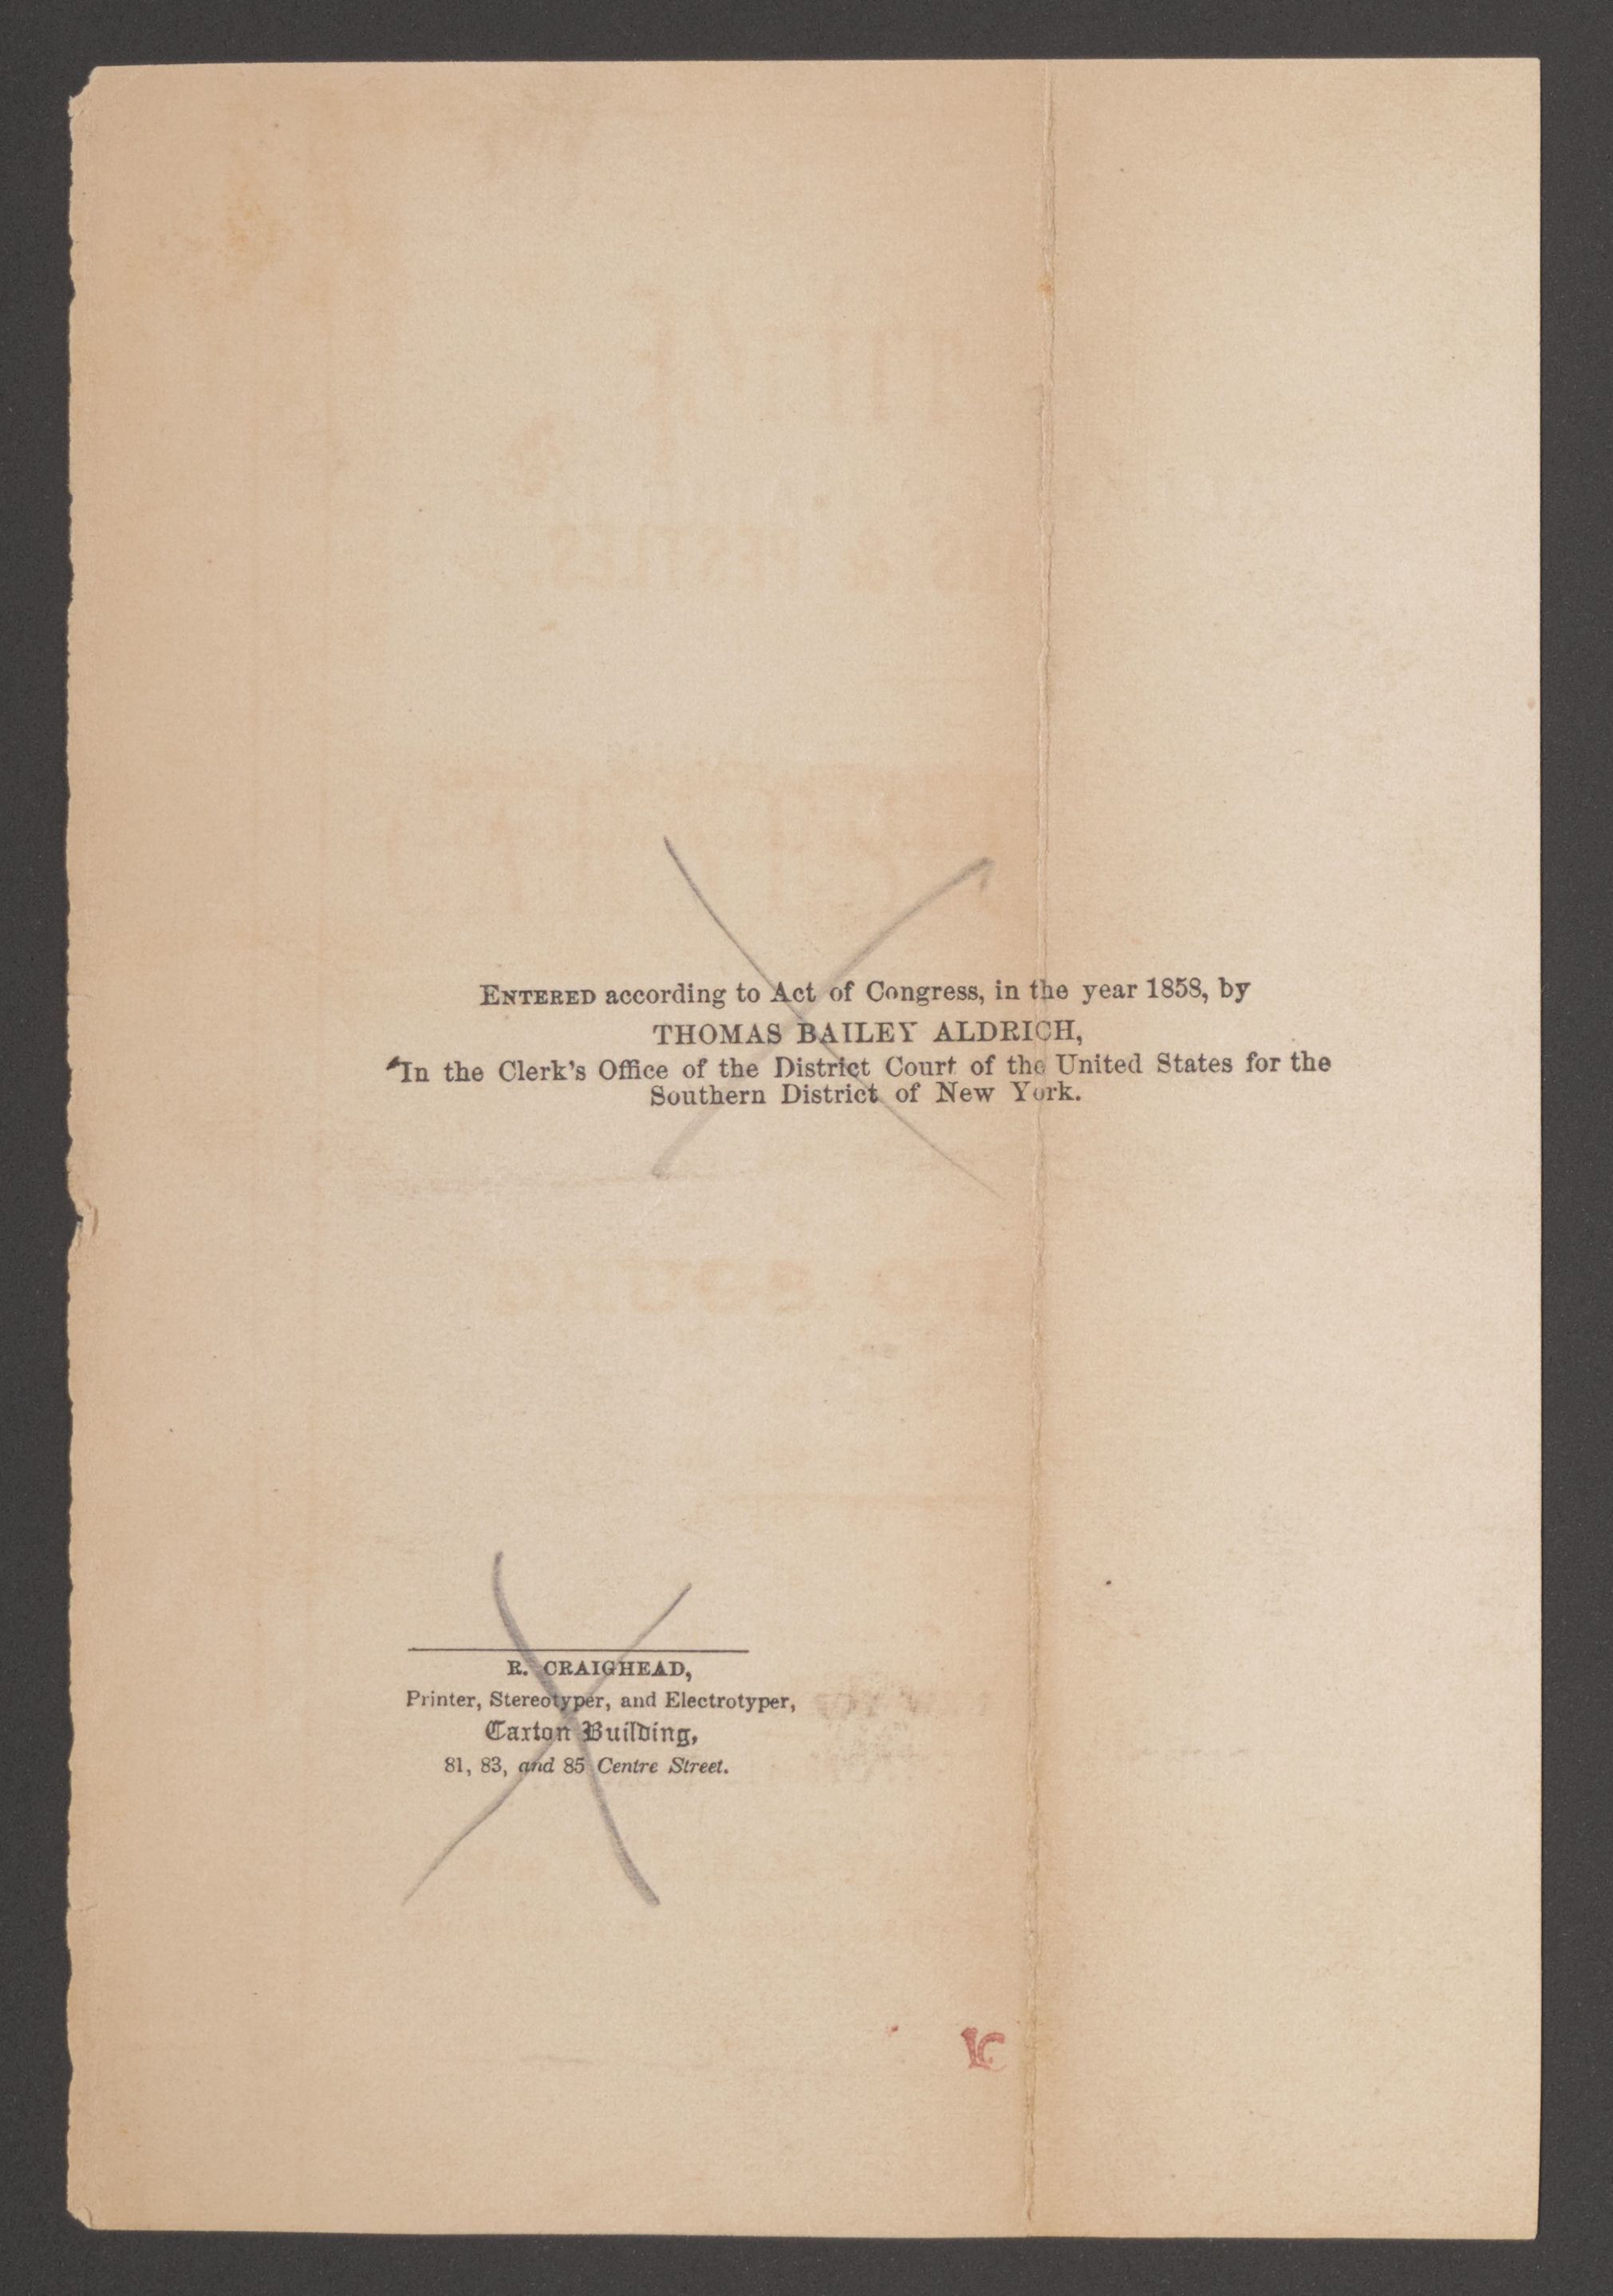 ENTERED according to Act of Congress, in the year 1858, by
THOMAS BAILEY ALDRICH,
In the Clerk's Office of the District Court of the United States for the
Southern District of New York.
R. CRAIGHEAD,
Printer, Stereotyper, and Electrotyper,
Caxton Building,
81, 83, and 85 Centre Street.